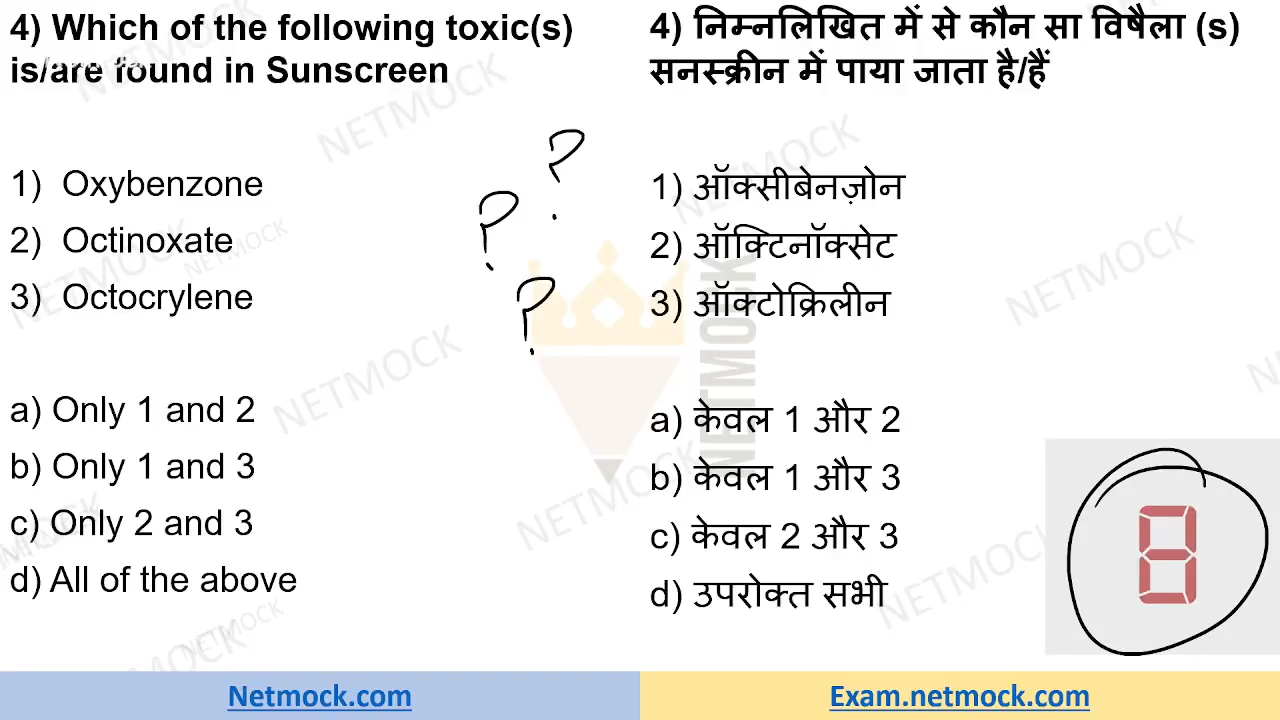 4) Which of the following toxic(s)
is/are found in Sunscreen
1) Oxybenzone
2) Octinoxate
3) Octocrylene
a) Only 1 and 2
b) Only 1 and 3
c) Only 2 and 3
d) All of the above
?
?
?
4) निम्नलिखित में से कौन सा विषैला (s)
सनस्क्रीन में पाया जाता है/हैं
1) ऑक्सीबेनज़ोन
2) ऑक्टिनॉक्सेट
3) ऑक्टोक्रिलीन
a) केवल 1 और 2
b) केवल 1 और 3
c) केवल 2 और 3
d) उपरोक्त सभी
8
NETMOCK
Netmock.com
Exam.netmock.com